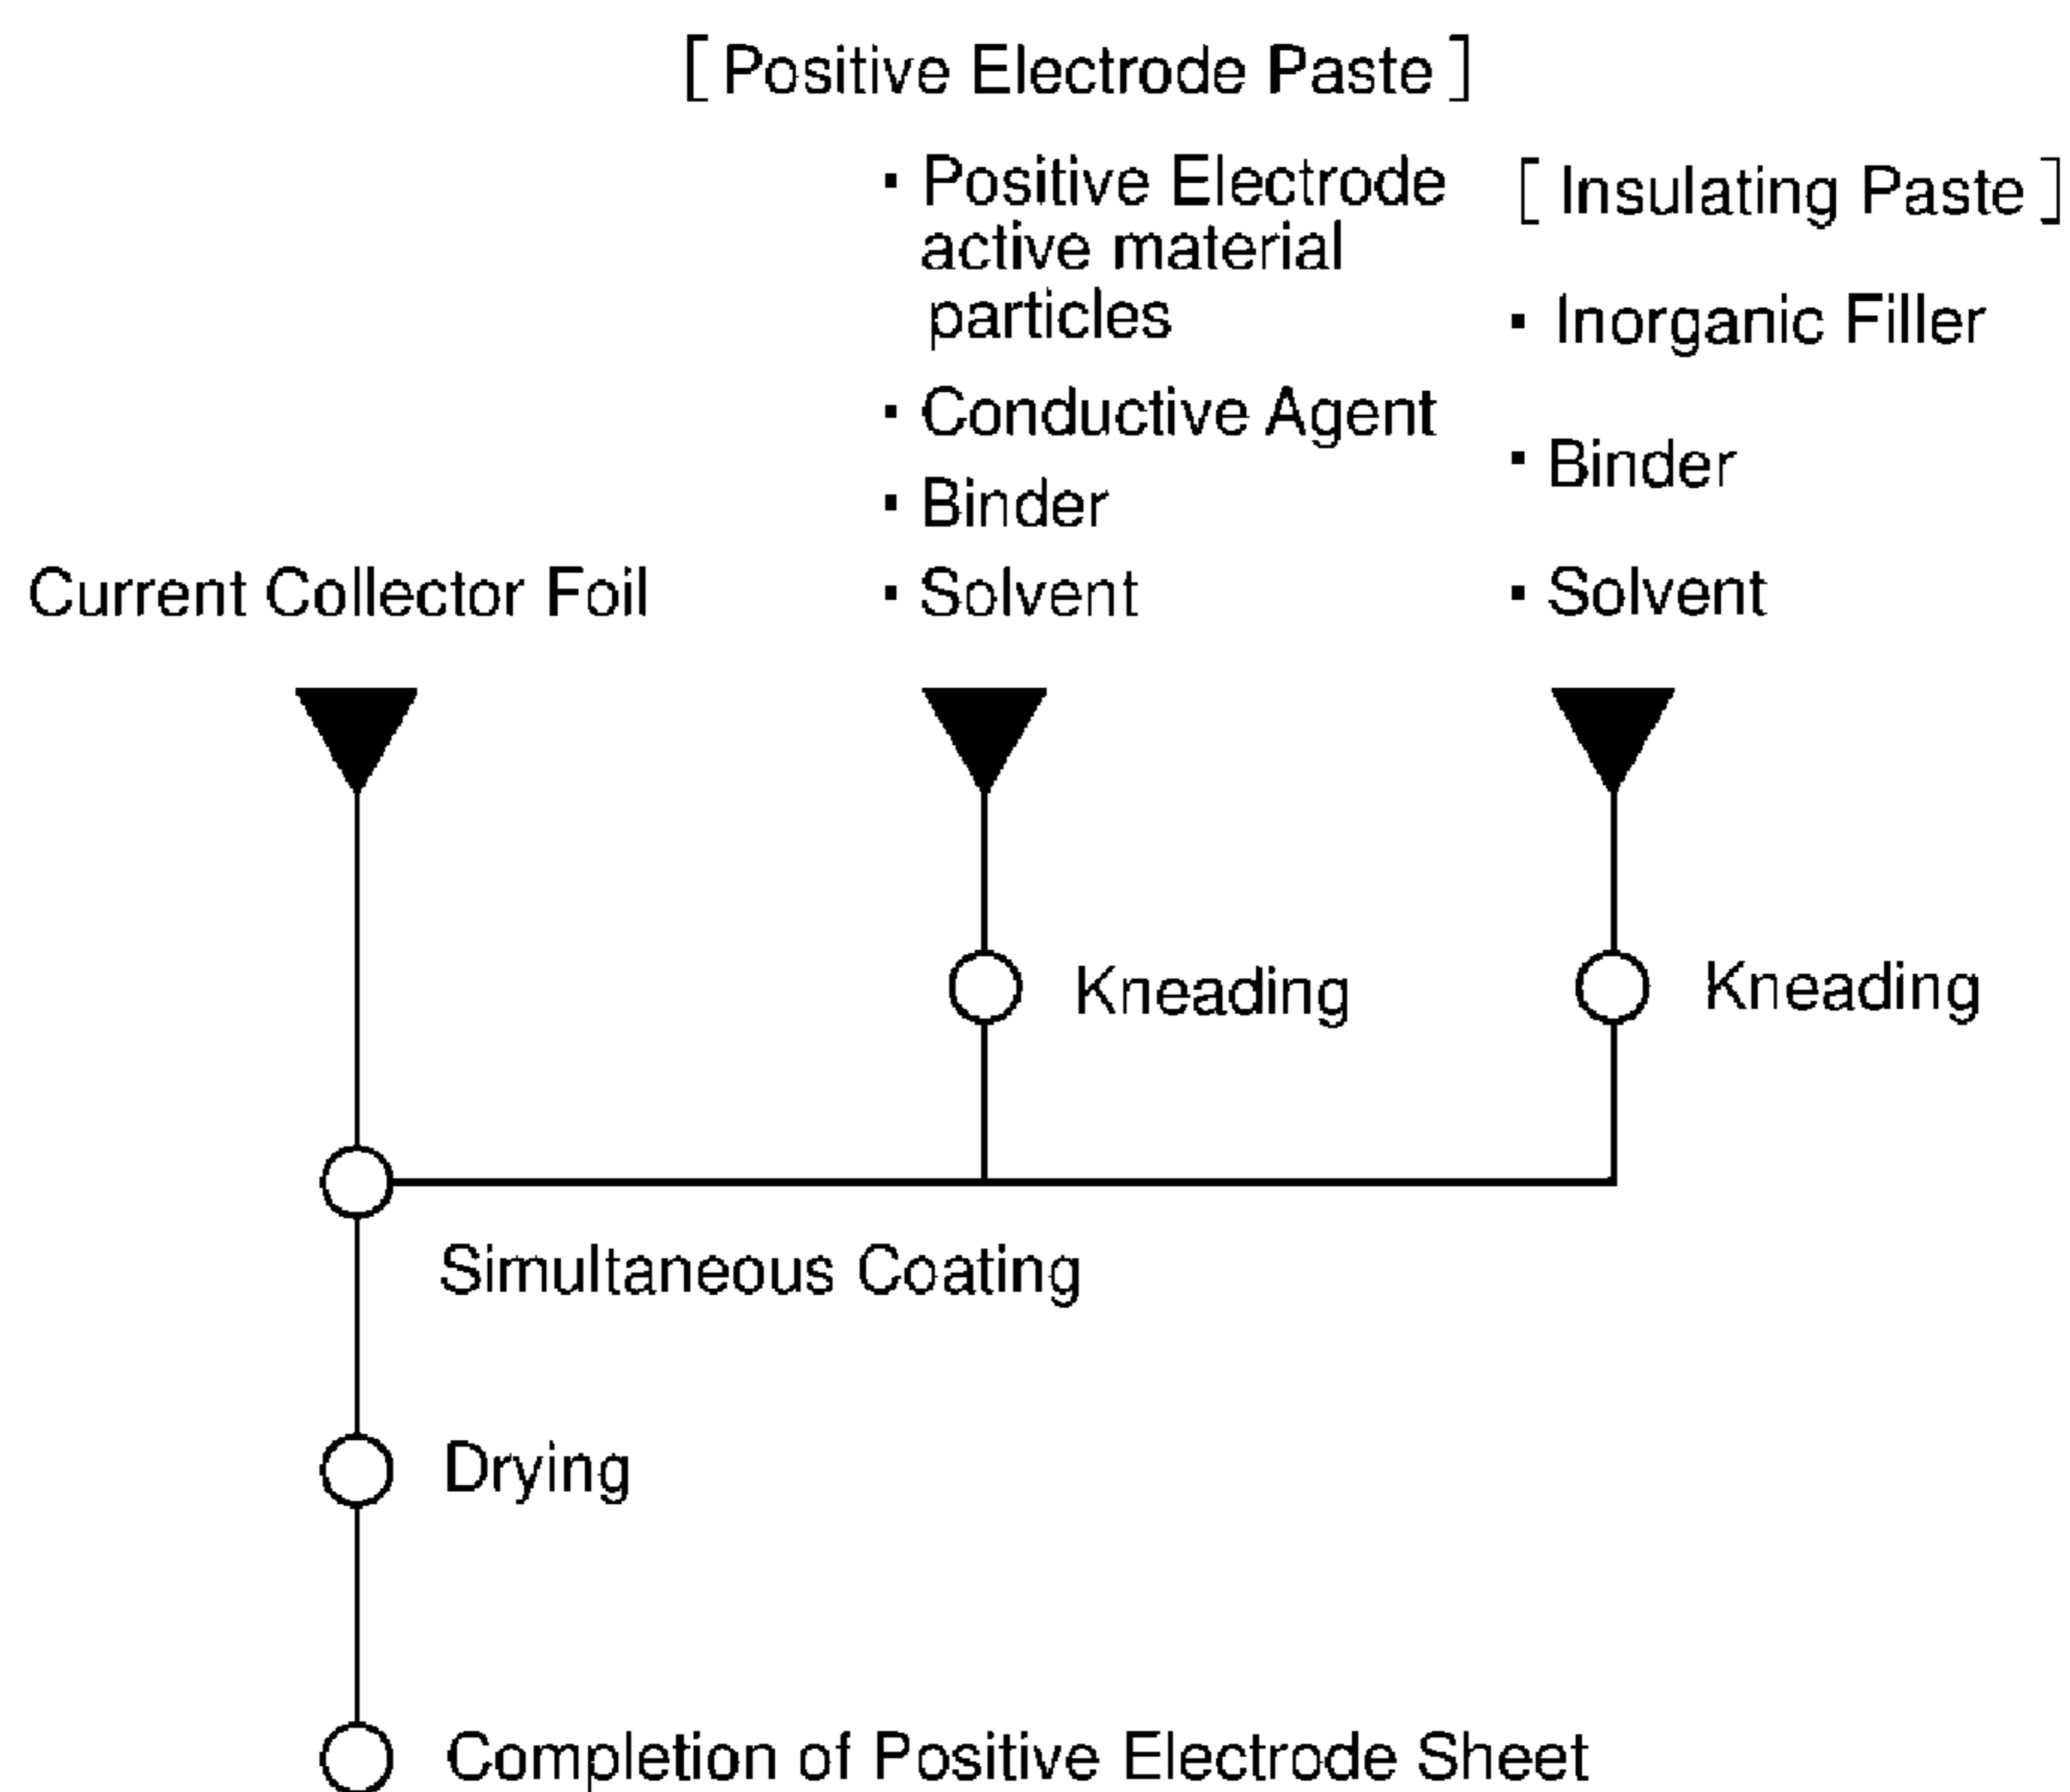 [ Positive Electrode Paste ]
▪ Positive Electrode
active material
particles
▪ Conductive Agent
▪ Binder
▪ Solvent
[ Insulating Paste ]
▪ Inorganic Filler
▪ Binder
▪ Solvent
Current Collector Foil
Kneading
Kneading
Simultaneous Coating
Drying
Completion of Positive Electrode Sheet